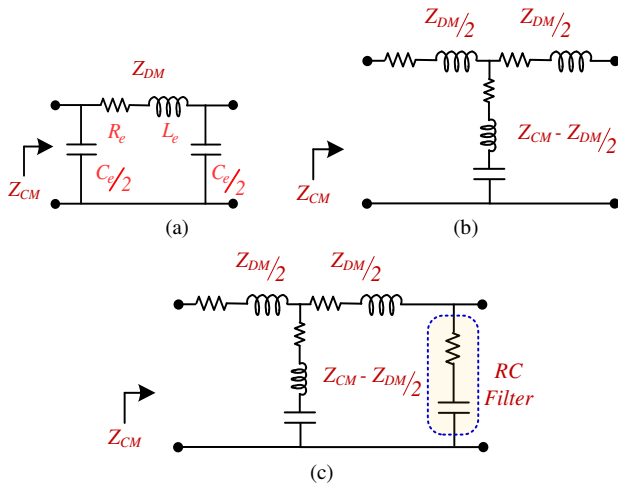 Z_DM
R_e L_e
C_e/2 C_e/2
Z_CM
(a)
Z_DM/2 Z_DM/2
Z_CM - Z_DM/2
Z_CM
(b)
Z_DM/2 Z_DM/2
Z_CM - Z_DM/2
RC
Filter
Z_CM
(c)